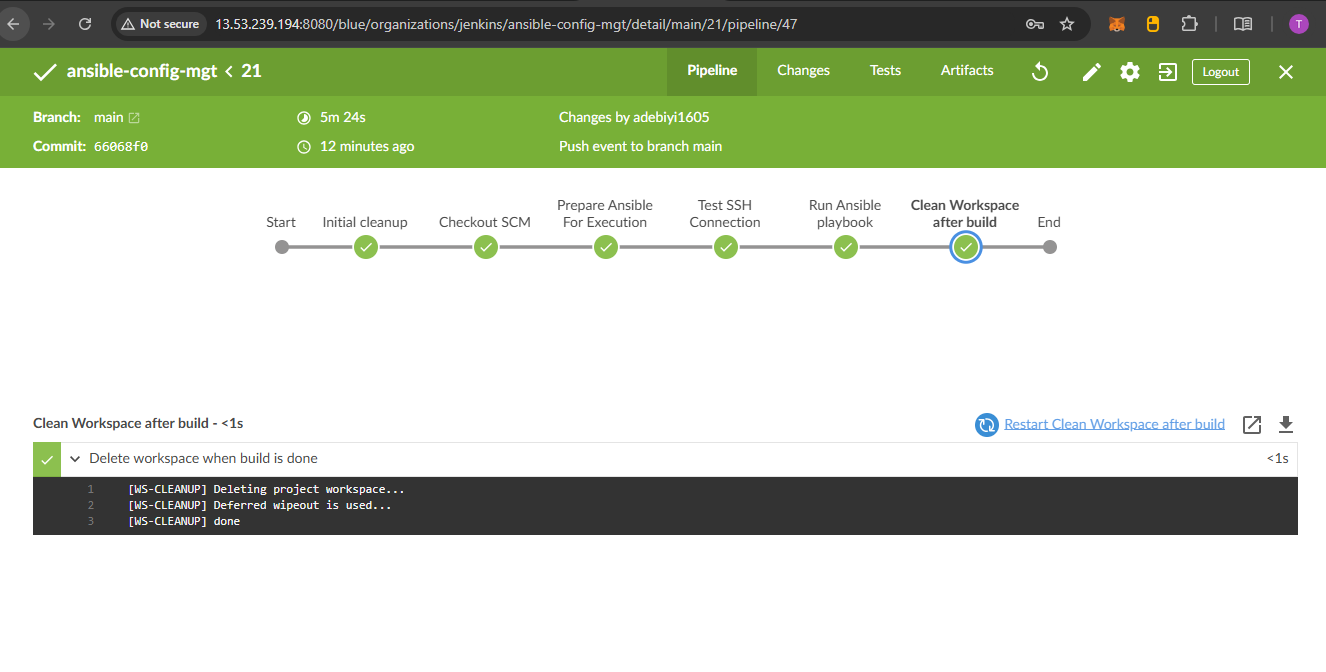 Not secure 13.53.239.194:8080/blue/organizations/jenkins/ansible-config-mgt/detail/main/21/pipeline/47
T
ansible-config-mgt < 21
Pipeline Changes Tests Artifacts Logout
Branch: main 5m 24s Changes by adebiyi1605
Commit: 66068f0 12 minutes ago Push event to branch main
Prepare Ansible Test SSH Run Ansible Clean Workspace
Start Initial cleanup Checkout SCM For Execution Connection playbook after build End
Clean Workspace after build - <1s Restart Clean Workspace after build
Delete workspace when build is done <1s
1 [WS-CLEANUP] Deleting project workspace...
2 [WS-CLEANUP] Deferred wipeout is used...
3 [WS-CLEANUP] done